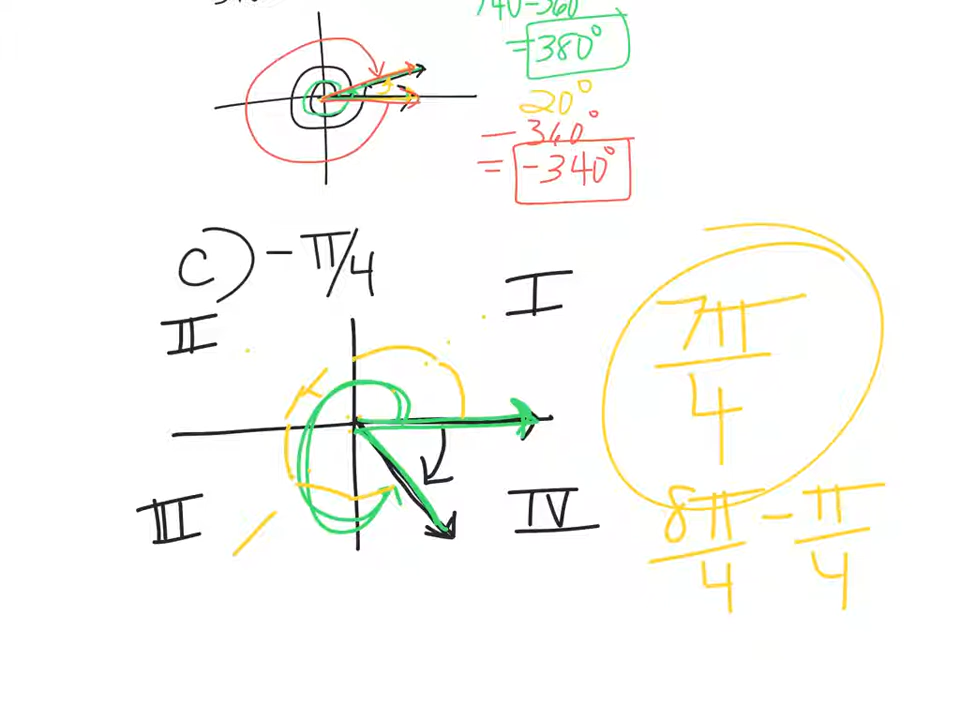 740-360
= 380°
20°
- 360°
= -340°
C) - π/4
I
II
7π
4
III
IV
8π - π
4 4